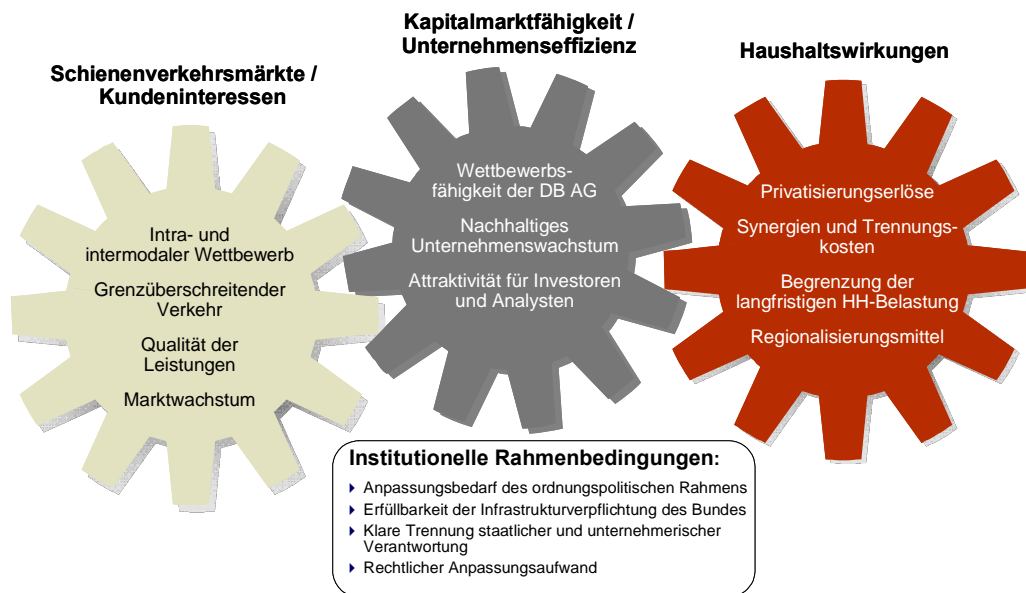 Schienenverkehrsmärkte /
Kundeninteressen
Intra- und
intermodaler Wettbewerb
Grenzüberschreitender
Verkehr
Qualität der
Leistungen
Marktwachstum
Kapitalmarktfähigkeit /
Unternehmenseffizienz
Wettbewerbs-
fähigkeit der DB AG
Nachhaltiges
Unternehmenswachstum
Attraktivität für Investoren
und Analysten
Haushaltswirkungen
Privatisierungserlöse
Synergien und Trennungs-
kosten
Begrenzung der
langfristigen HH-Belastung
Regionalisierungsmittel
Institutionelle Rahmenbedingungen:
Anpassungsbedarf des ordnungspolitischen Rahmens
Erfüllbarkeit der Infrastrukturverpflichtung des Bundes
Klare Trennung staatlicher und unternehmerischer
Verantwortung
Rechtlicher Anpassungsaufwand